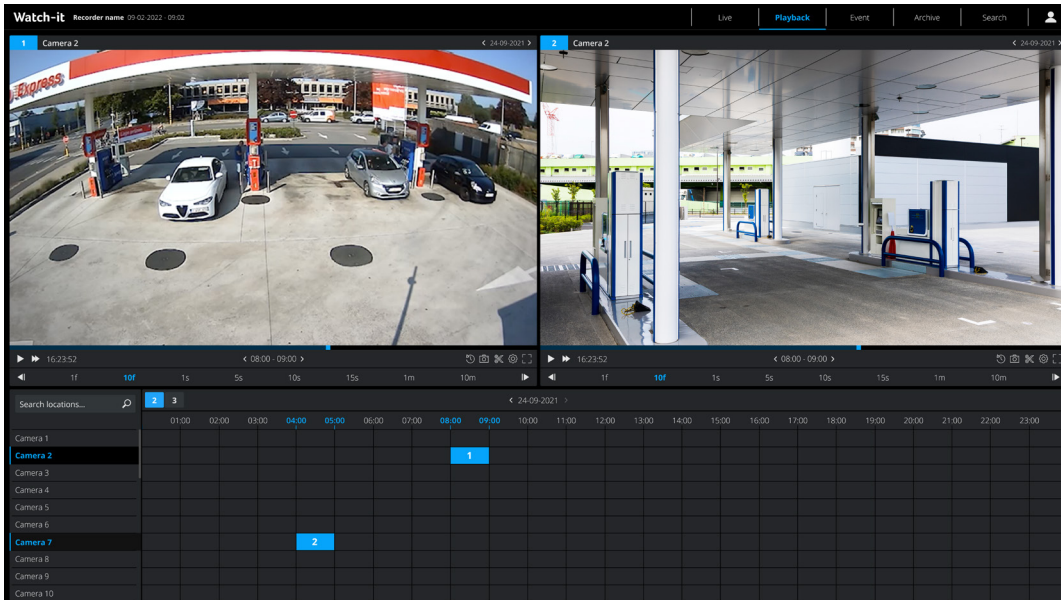 Watch-it Recorder name 09-02-2022 - 09:02
Live Playback Event Archive Search
1 Camera 2 < 24-09-2021 >
2 Camera 2 < 24-09-2021 >
Express
16:23:52 < 08:00 - 09:00 >
1f 10f 1s 5s 10s 15s 1m 10m
16:23:52 < 08:00 - 09:00 >
1f 10f 1s 5s 10s 15s 1m 10m
Search locations...
2 3 < 24-09-2021 >
01:00 02:00 03:00 04:00 05:00 06:00 07:00 08:00 09:00 10:00 11:00 12:00 13:00 14:00 15:00 16:00 17:00 18:00 19:00 20:00 21:00 22:00 23:00
Camera 1
Camera 2 1
Camera 3
Camera 4
Camera 5
Camera 6
Camera 7 2
Camera 8
Camera 9
Camera 10